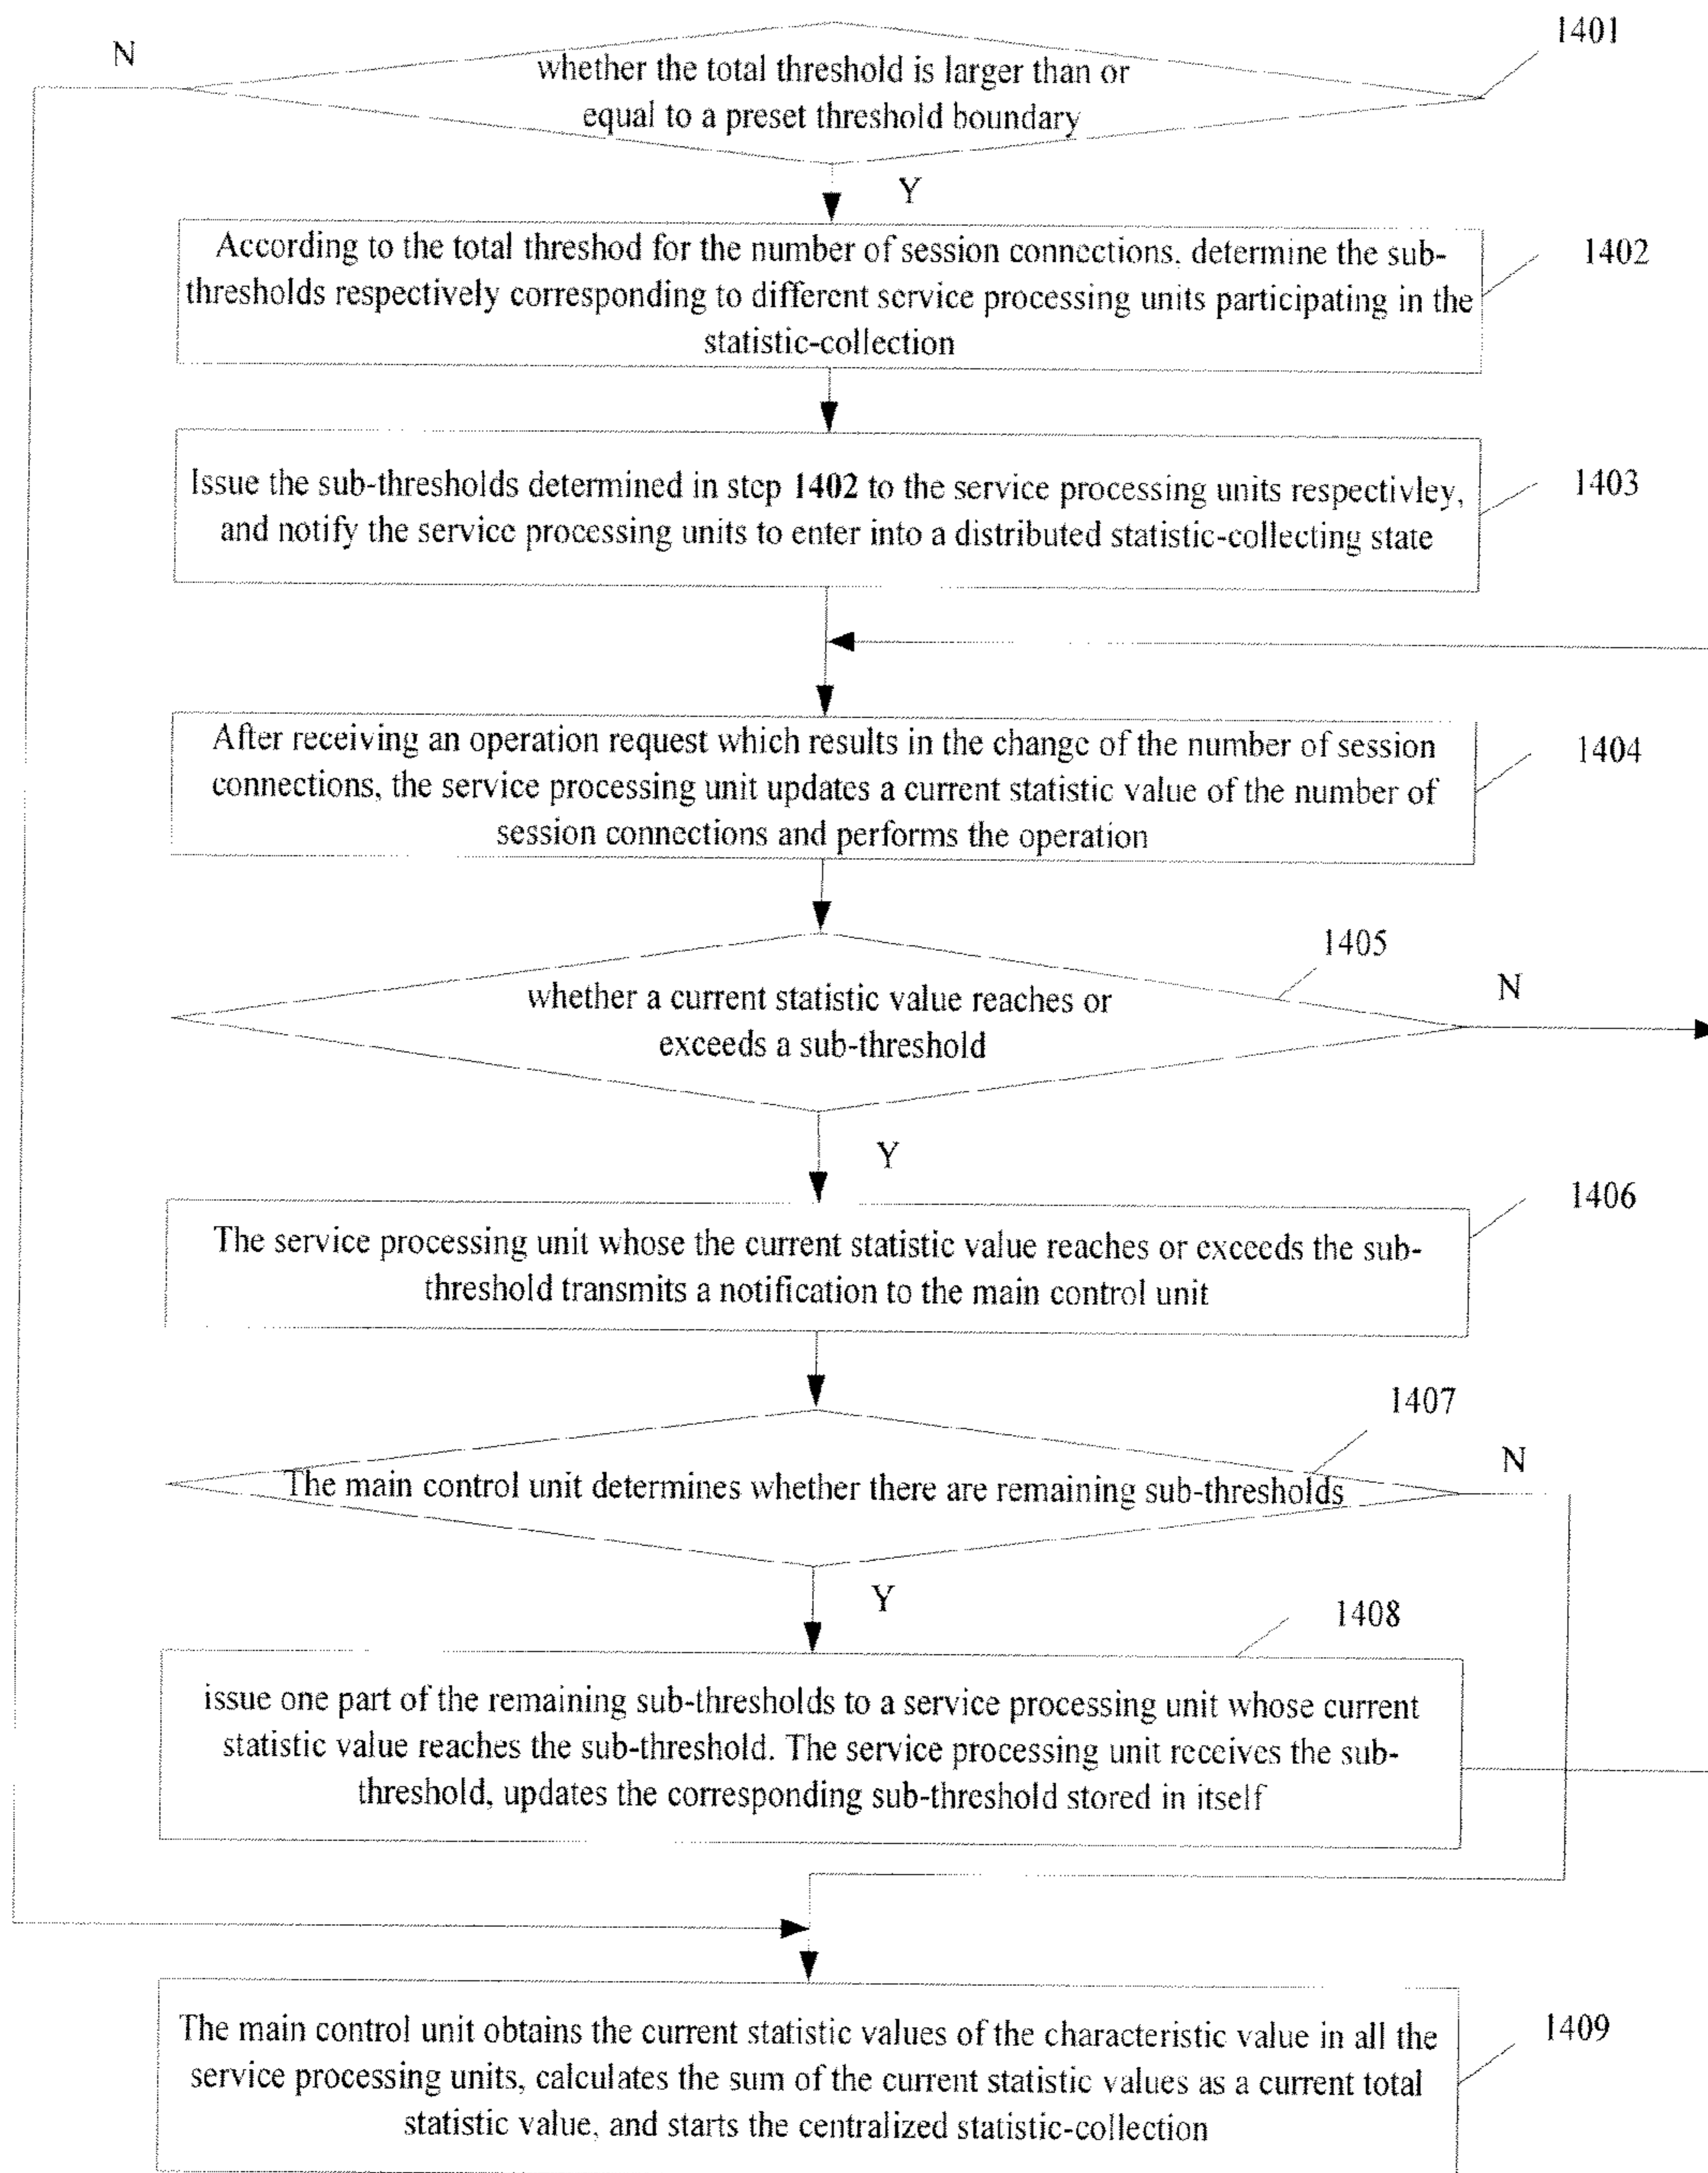 1401
N
whether the total threshold is larger than or
equal to a preset threshold boundary
Y
According to the total threshod for the number of session connections, determine the sub-
thresholds respectively corresponding to different service processing units participating in the
statistic-collection
1402
Issue the sub-thresholds determined in step 1402 to the service processing units respectivley,
and notify the service processing units to enter into a distributed statistic-collecting state
1403
After receiving an operation request which results in the change of the number of session
connections, the service processing unit updates a current statistic value of the number of
session connections and performs the operation
1404
1405
whether a current statistic value reaches or
exceeds a sub-threshold
N
Y
1406
The service processing unit whose the current statistic value reaches or exceeds the sub-
threshold transmits a notification to the main control unit
1407
N
The main control unit determines whether there are remaining sub-thresholds
Y
1408
issue one part of the remaining sub-thresholds to a service processing unit whose current
statistic value reaches the sub-threshold. The service processing unit receives the sub-
threshold, updates the corresponding sub-threshold stored in itself
The main control unit obtains the current statistic values of the characteristic value in all the
service processing units, calculates the sum of the current statistic values as a current total
statistic value, and starts the centralized statistic-collection
1409